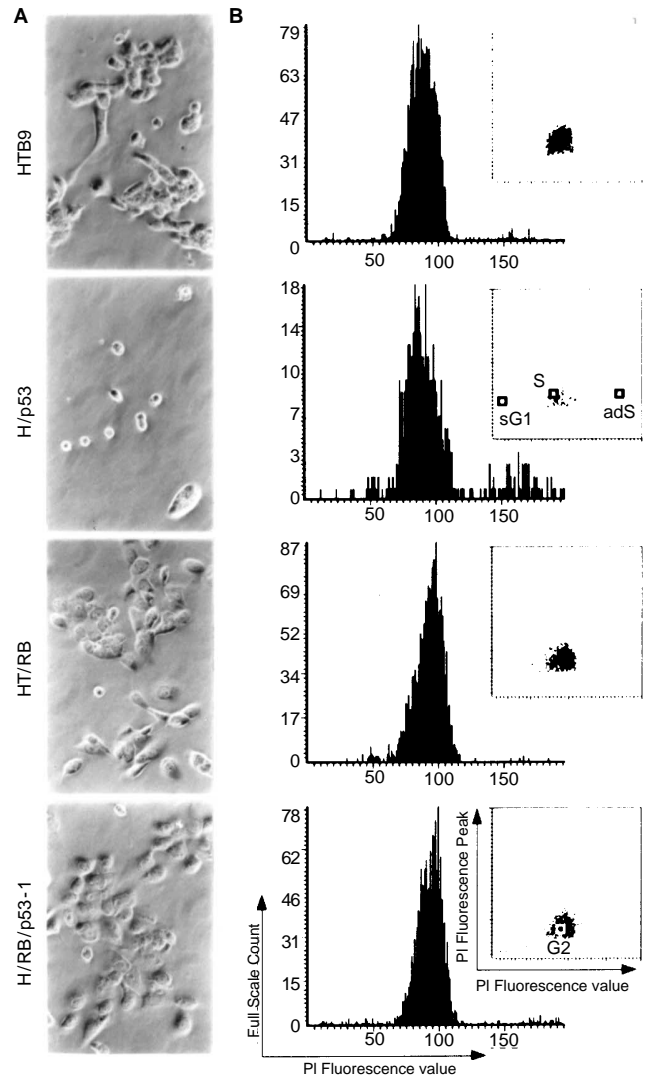 A
B
HTB9
79
63
47
31
15
0
50
100
150
H/p53
18
14
10
7
3
0
50
100
150
S
sG1
adS
HT/RB
87
69
52
34
17
0
50
100
150
H/RB/p53-1
78
62
46
31
15
0
50
100
150
Full-Scale Count
PI Fluorescence value
PI Fluorescence Peak
G2
PI Fluorescence value